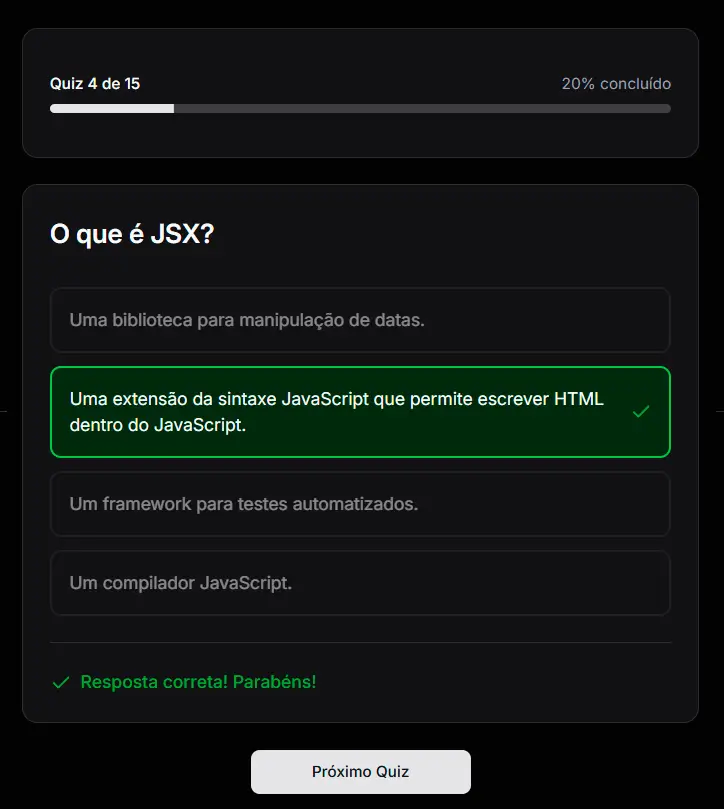 Quiz 4 de 15
20% concluído
O que é JSX?
Uma biblioteca para manipulação de datas.
Uma extensão da sintaxe JavaScript que permite escrever HTML
dentro do JavaScript.
Um framework para testes automatizados.
Um compilador JavaScript.
Resposta correta! Parabéns!
Próximo Quiz